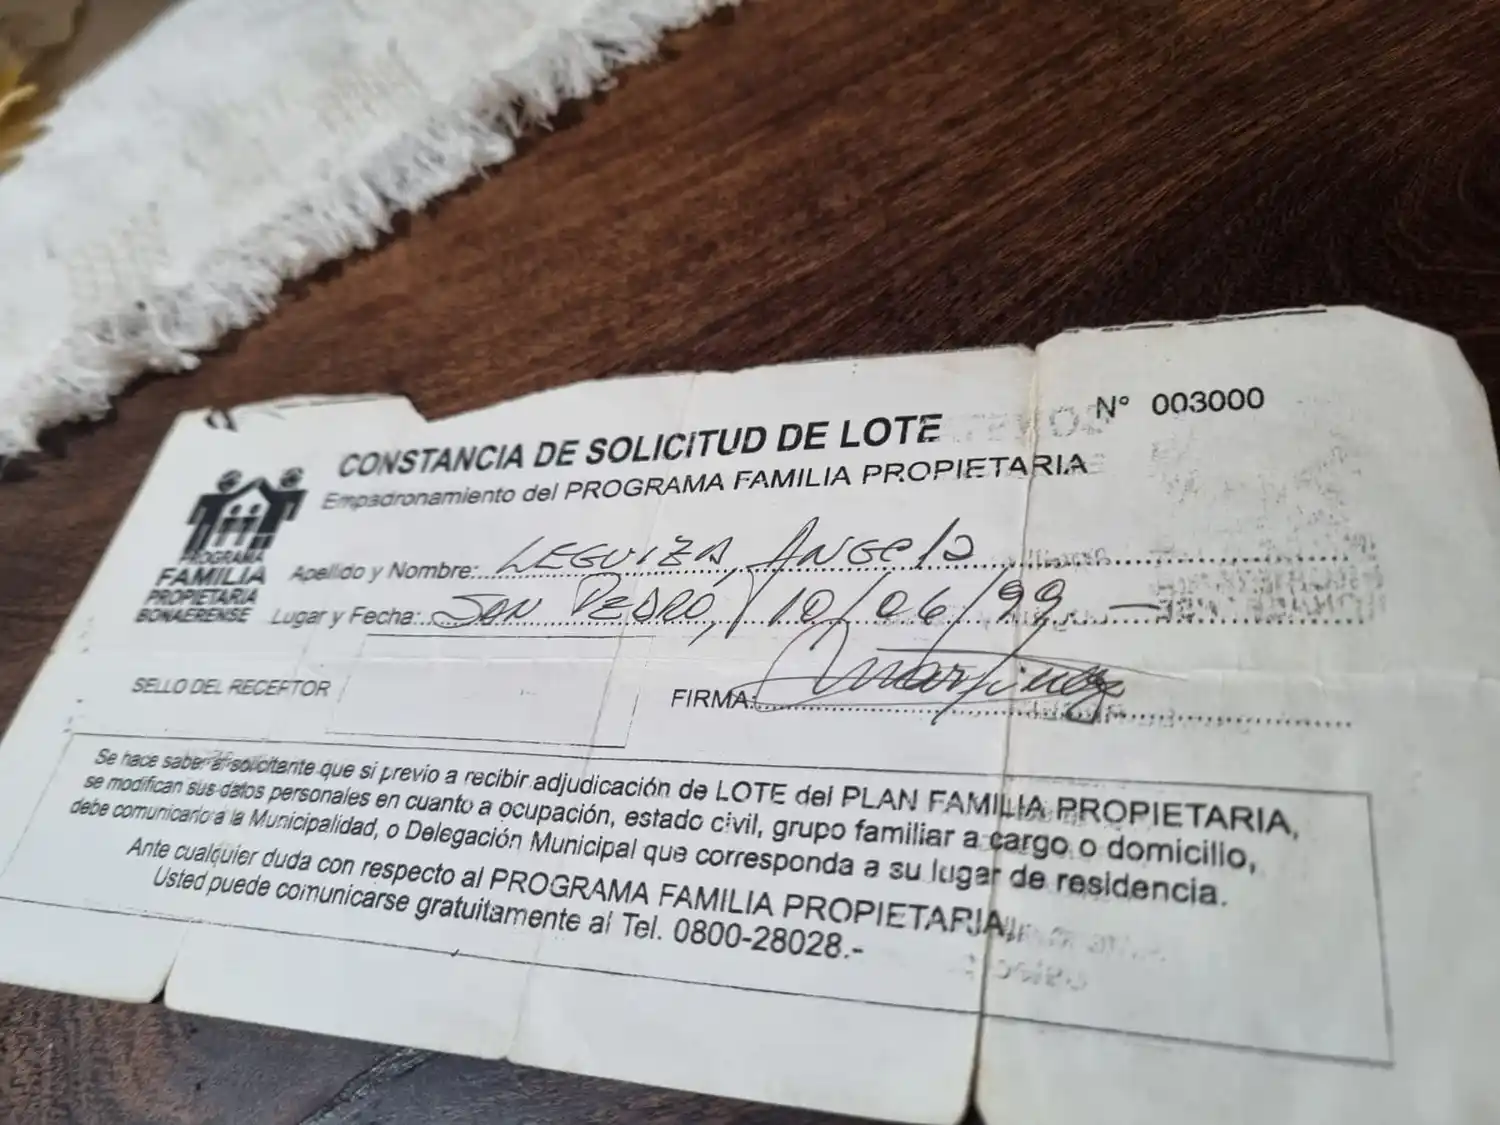 CONSTANCIA DE SOLICITUD DE LOTE
N° 003000
Empadronamiento del PROGRAMA FAMILIA PROPIETARIA
PROGRAMA
FAMILIA
PROPIETARIA
BONAERENSE
Apellido y Nombre: LEGUIZA, ANGELA
Lugar y Fecha: SAN PEDRO, 10/06/99 —
SELLO DEL RECEPTOR
FIRMA: Martinez
Se hace saber al solicitante que si previo a recibir adjudicación de LOTE del PLAN FAMILIA PROPIETARIA,
se modifican sus datos personales en cuanto a ocupación, estado civil, grupo familiar a cargo o domicilio,
debe comunicarlo a la Municipalidad, o Delegación Municipal que corresponda a su lugar de residencia.
Ante cualquier duda con respecto al PROGRAMA FAMILIA PROPIETARIA,
Usted puede comunicarse gratuitamente al Tel. 0800-28028.-